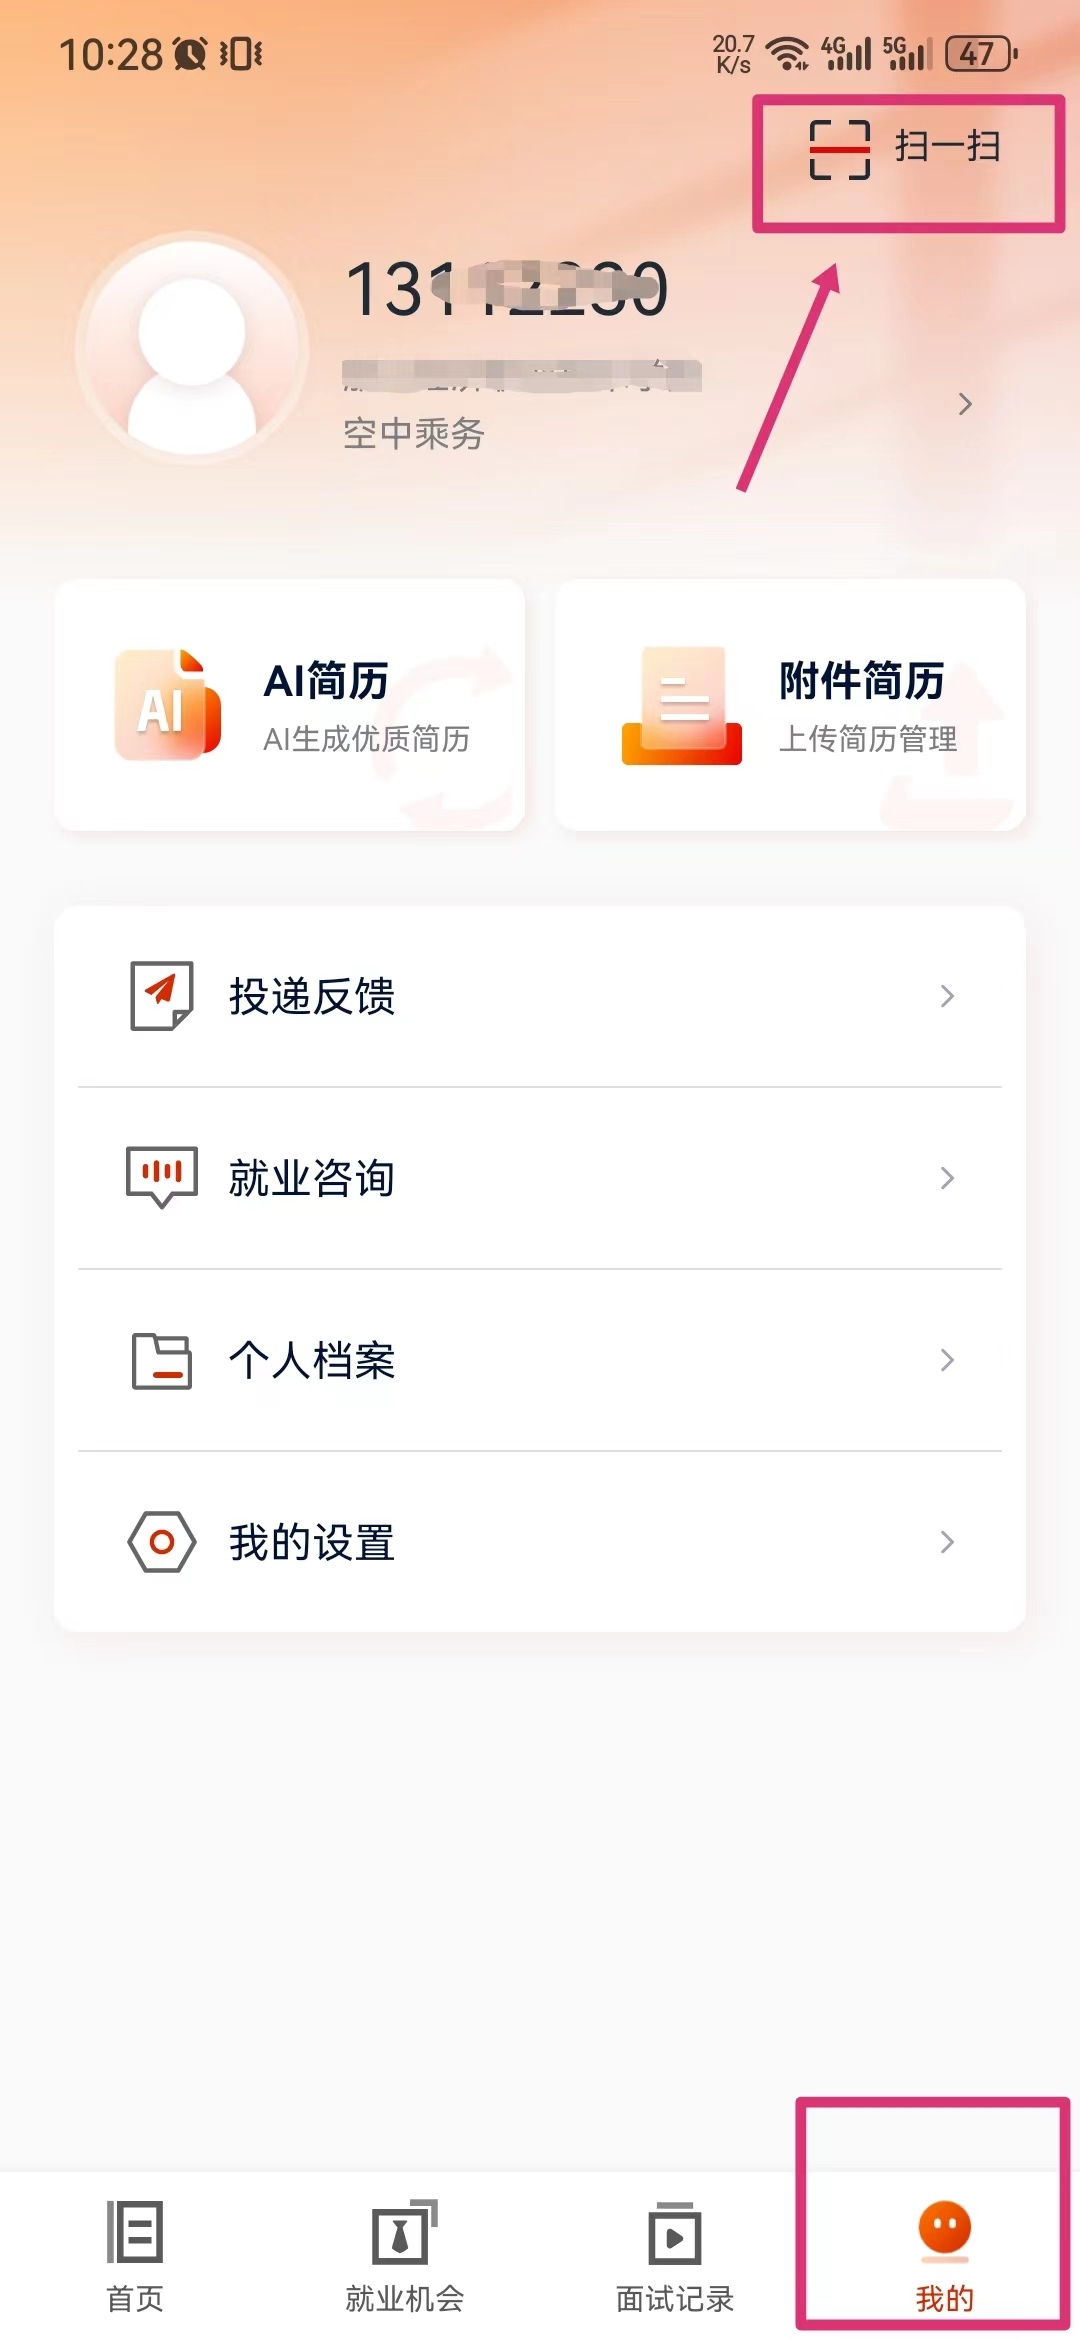 10:28
20.7
K/s
4G
5G
47
扫一扫
空中乘务
AI
AI简历
AI生成优质简历
附件简历
上传简历管理
投递反馈
就业咨询
个人档案
我的设置
首页
就业机会
面试记录
我的